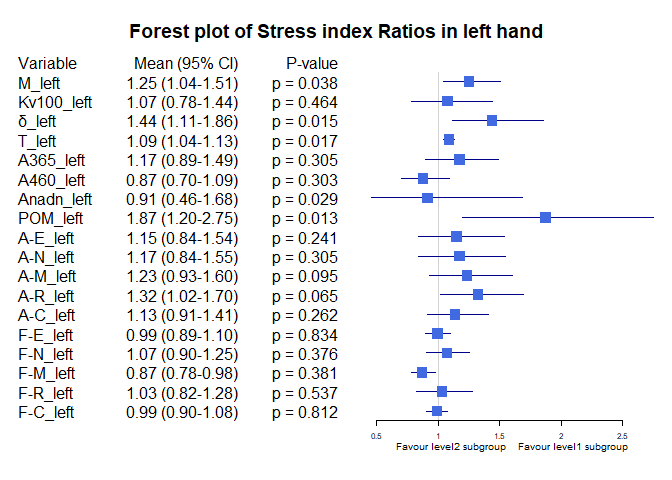 Forest plot of Stress index Ratios in left hand
Variable Mean (95% CI) P-value
M_left 1.25 (1.04-1.51) p = 0.038
Kv100_left 1.07 (0.78-1.44) p = 0.464
δ_left 1.44 (1.11-1.86) p = 0.015
T_left 1.09 (1.04-1.13) p = 0.017
A365_left 1.17 (0.89-1.49) p = 0.305
A460_left 0.87 (0.70-1.09) p = 0.303
Anadn_left 0.91 (0.46-1.68) p = 0.029
POM_left 1.87 (1.20-2.75) p = 0.013
A-E_left 1.15 (0.84-1.54) p = 0.241
A-N_left 1.17 (0.84-1.55) p = 0.305
A-M_left 1.23 (0.93-1.60) p = 0.095
A-R_left 1.32 (1.02-1.70) p = 0.065
A-C_left 1.13 (0.91-1.41) p = 0.262
F-E_left 0.99 (0.89-1.10) p = 0.834
F-N_left 1.07 (0.90-1.25) p = 0.376
F-M_left 0.87 (0.78-0.98) p = 0.381
F-R_left 1.03 (0.82-1.28) p = 0.537
F-C_left 0.99 (0.90-1.08) p = 0.812
0.5 1 1.5 2 2.5
Favour level2 subgroup Favour level1 subgroup